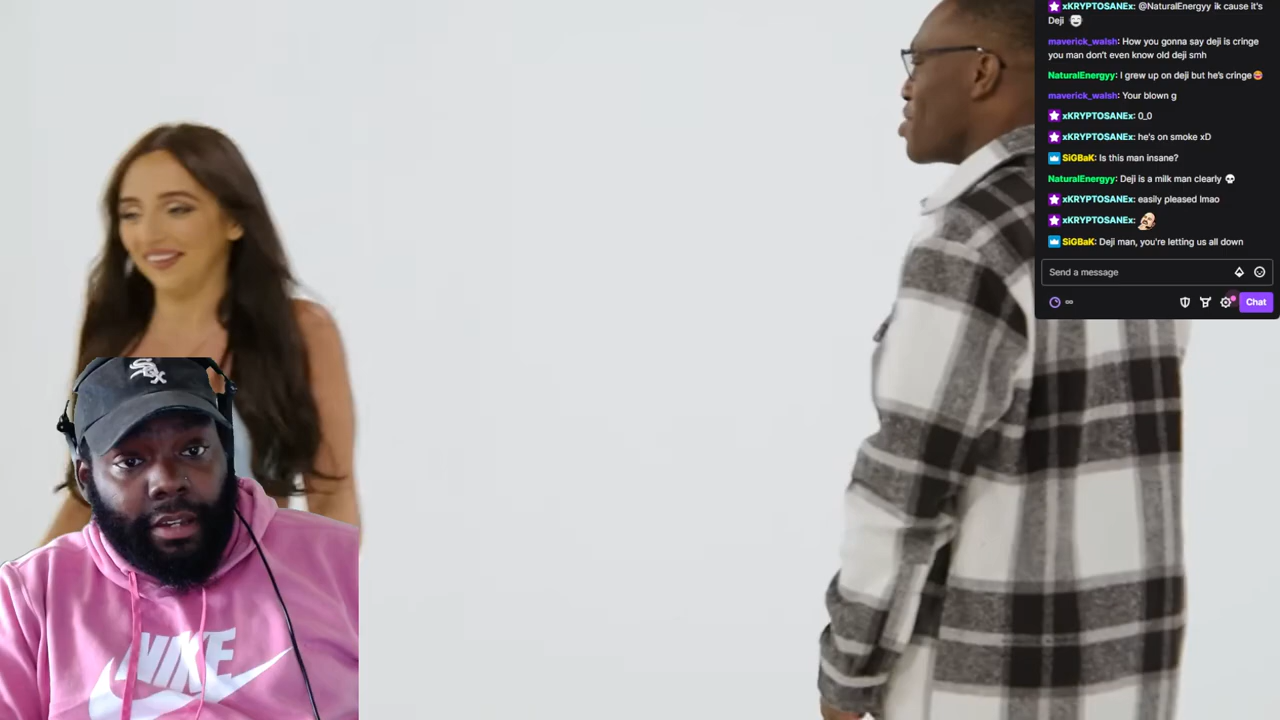 xKRYPTOSANEx: @NaturalEnergyy ik cause it's
Deji
maverick_walsh: How you gonna say deji is cringe
you man don't even know old deji smh
NaturalEnergyy: I grew up on deji but he's cringe
maverick_walsh: Your blown g
xKRYPTOSANEx: 0_0
xKRYPTOSANEx: he's on smoke xD
SiGBaK: Is this man insane?
NaturalEnergyy: Deji is a milk man clearly
xKRYPTOSANEx: easily pleased lmao
xKRYPTOSANEx:
SiGBaK: Deji man, you're letting us all down
Send a message
∞
Chat
Sox
NIKE